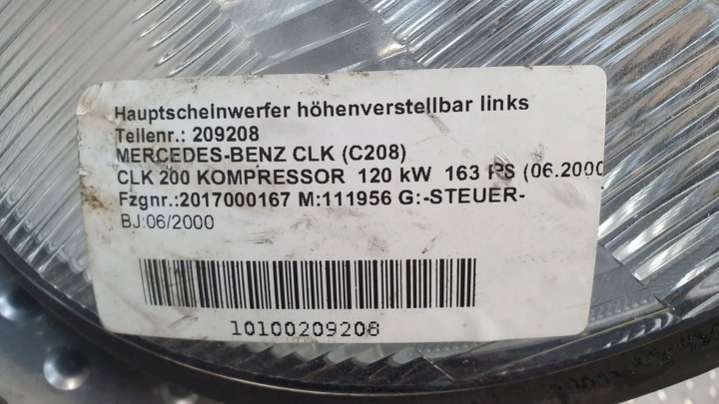 Hauptscheinwerfer höhenverstellbar links
Teilenr.: 209208
MERCEDES-BENZ CLK (C208)
CLK 200 KOMPRESSOR 120 kW 163 PS (06.2000
Fzgnr.:2017000167 M:111956 G:-STEUER-
BJ:06/2000
10100209208